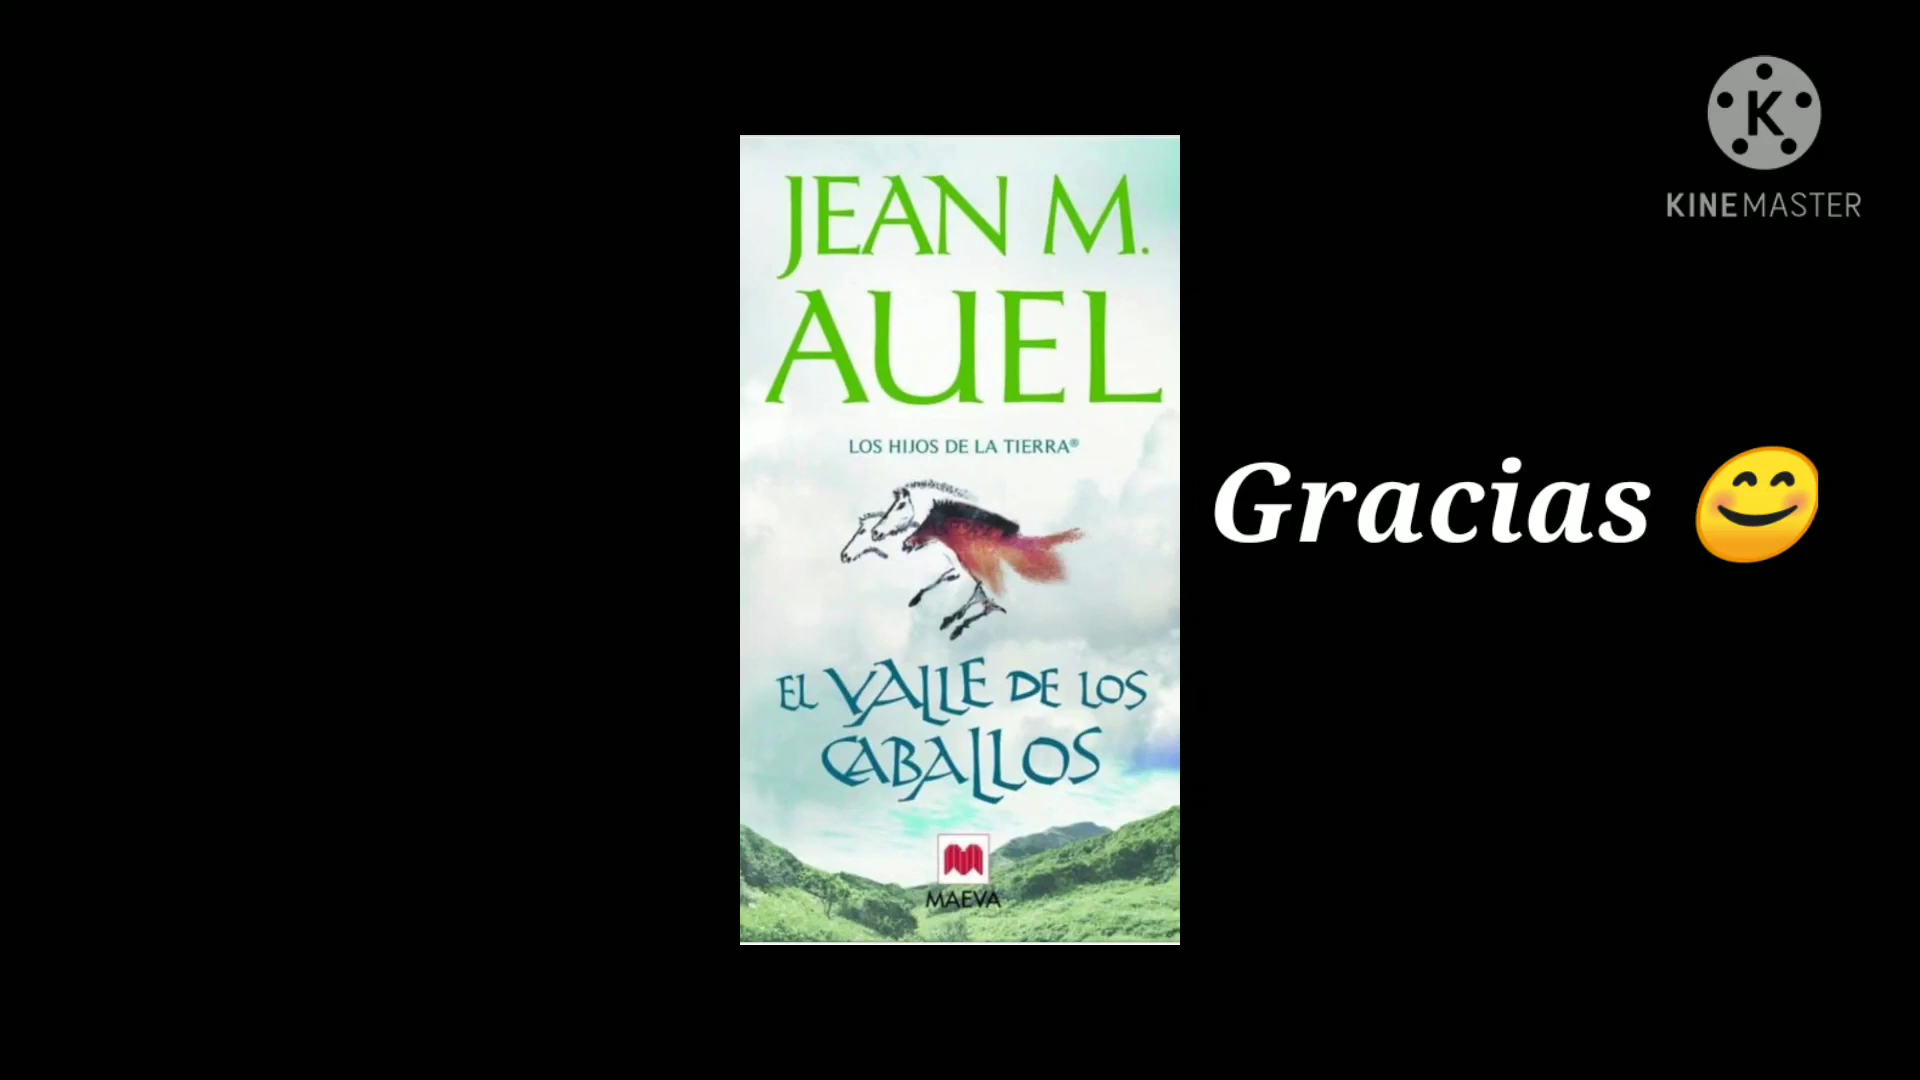 JEAN M.
AUEL
LOS HIJOS DE LA TIERRA®
EL VALLE DE LOS
CABALLOS
MAEVA
Gracias 😊
K
KINEMASTER